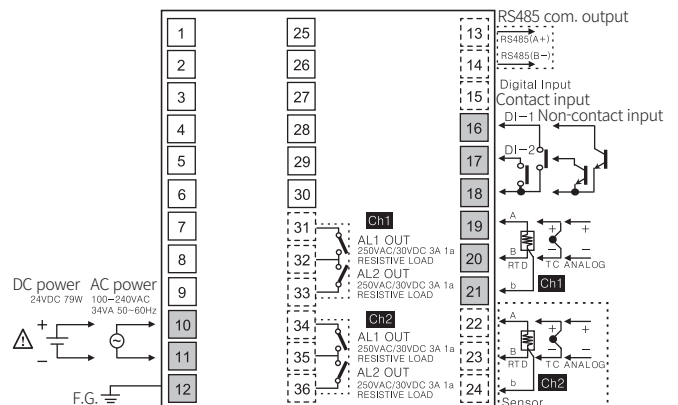 RS485 com. output
1 25 13 RS485(A+)
2 26 14 RS485(B−)
3 27 15 Digital Input
Contact input
4 28 16 DI−1 Non-contact input
5 29 17 DI−2
6 30 18
7 31 Ch1 19 A + +
AL1 OUT
250VAC/30VDC 3A 1a
8 32 RESISTIVE LOAD 20 B − −
AL2 OUT RTD TC ANALOG
250VAC/30VDC 3A 1a
9 33 RESISTIVE LOAD 21 b Ch1
DC power AC power
24VDC 79W 100−240VAC
34VA 50~60Hz
10 34 Ch2 22 A + +
AL1 OUT
250VAC/30VDC 3A 1a
11 35 RESISTIVE LOAD 23 B − −
AL2 OUT RTD TC ANALOG
250VAC/30VDC 3A 1a
12 36 RESISTIVE LOAD 24 b Ch2
+
−
F.G.
Sensor